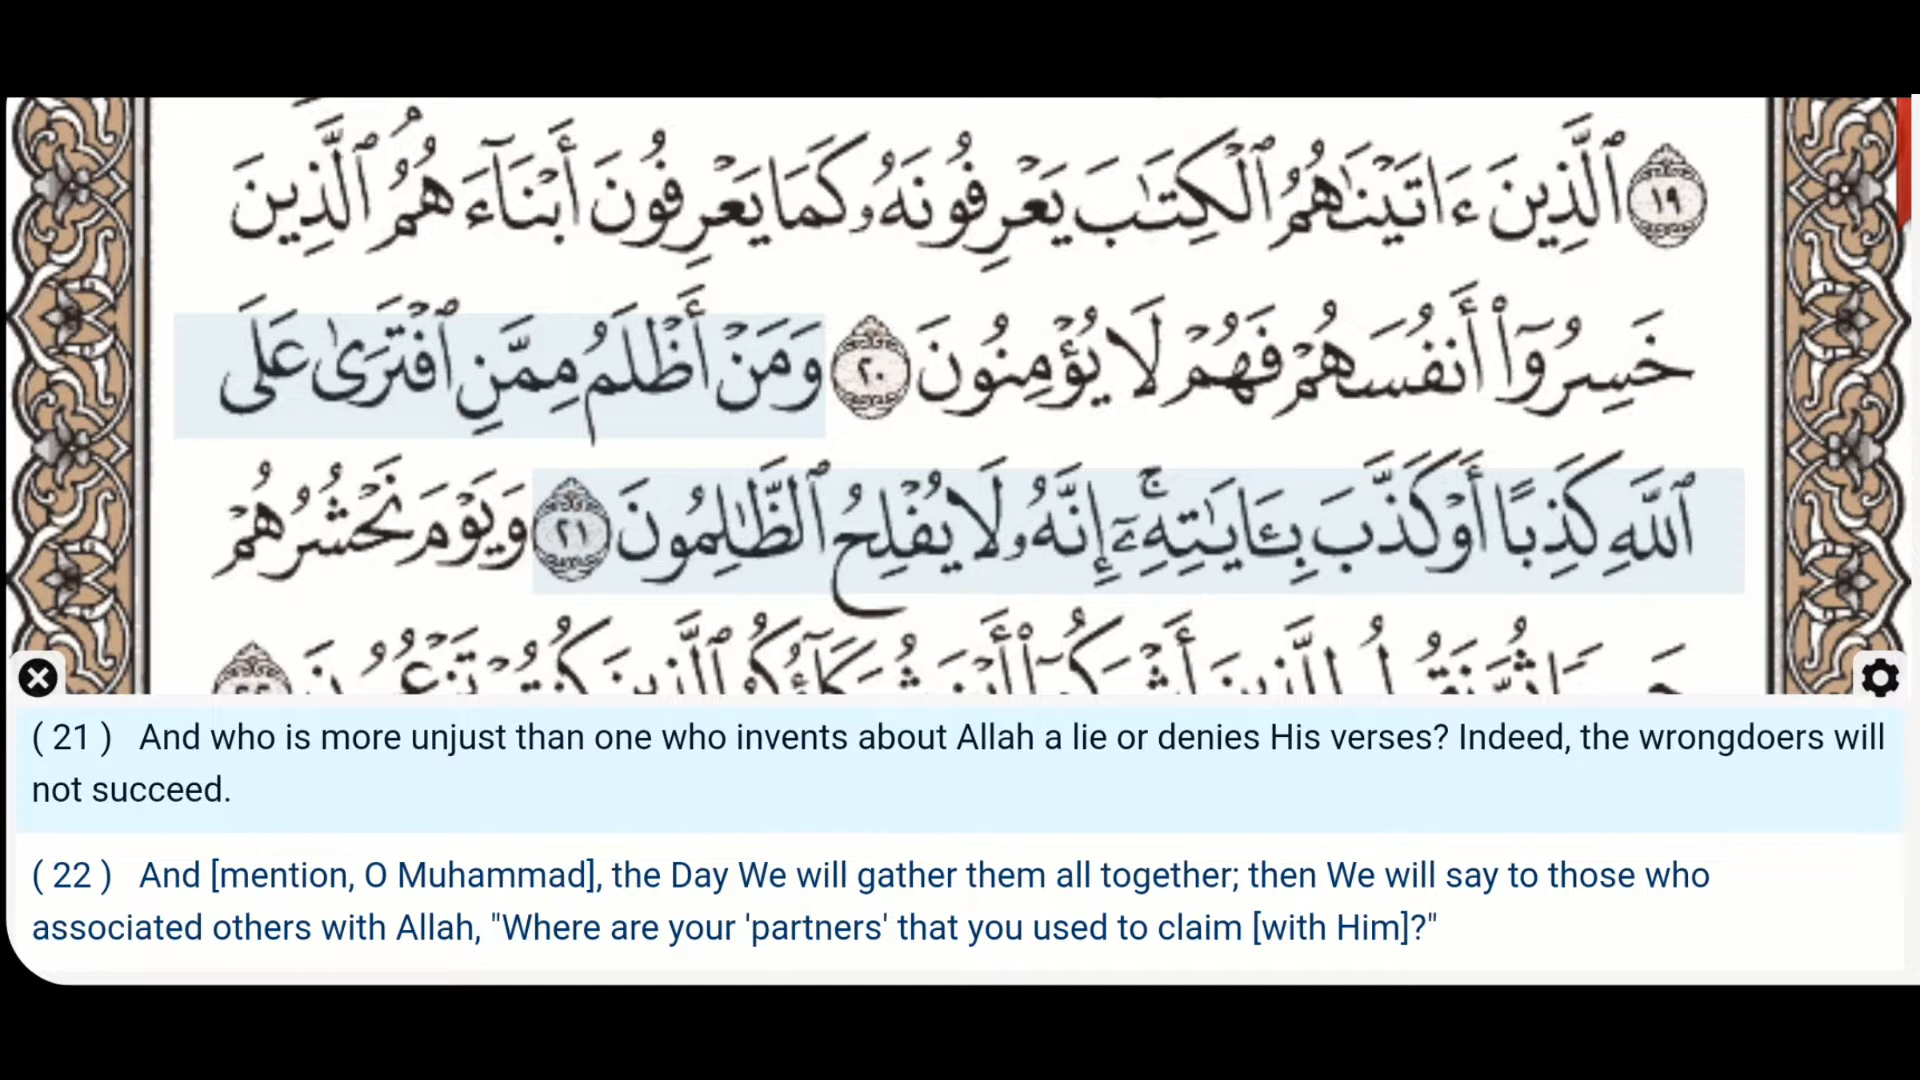 ١٩ ٱلَّذِينَ ءَاتَيْنَٰهُمُ ٱلْكِتَٰبَ يَعْرِفُونَهُۥ كَمَا يَعْرِفُونَ أَبْنَآءَهُمُ ٱلَّذِينَ
خَسِرُوٓا۟ أَنفُسَهُمْ فَهُمْ لَا يُؤْمِنُونَ ٢٠ وَمَنْ أَظْلَمُ مِمَّنِ ٱفْتَرَىٰ عَلَى
ٱللَّهِ كَذِبًا أَوْ كَذَّبَ بِـَٔايَٰتِهِۦٓ ۚ إِنَّهُۥ لَا يُفْلِحُ ٱلظَّٰلِمُونَ ٢١ وَيَوْمَ نَحْشُرُهُمْ
( 21 ) And who is more unjust than one who invents about Allah a lie or denies His verses? Indeed, the wrongdoers will
not succeed.
( 22 ) And [mention, O Muhammad], the Day We will gather them all together; then We will say to those who
associated others with Allah, "Where are your 'partners' that you used to claim [with Him]?"